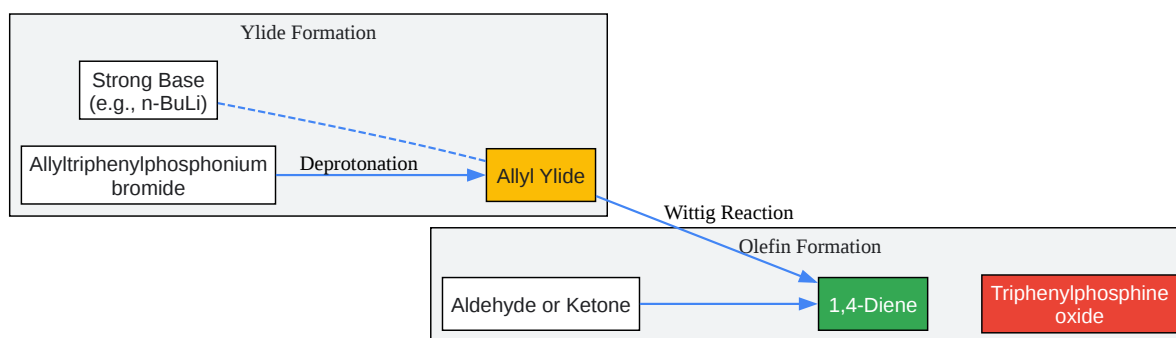 Ylide Formation
Strong Base
(e.g., n-BuLi)
Allyltriphenylphosphonium
bromide
Deprotonation
Allyl Ylide
Wittig Reaction
Olefin Formation
Aldehyde or Ketone
1,4-Diene
Triphenylphosphine
oxide